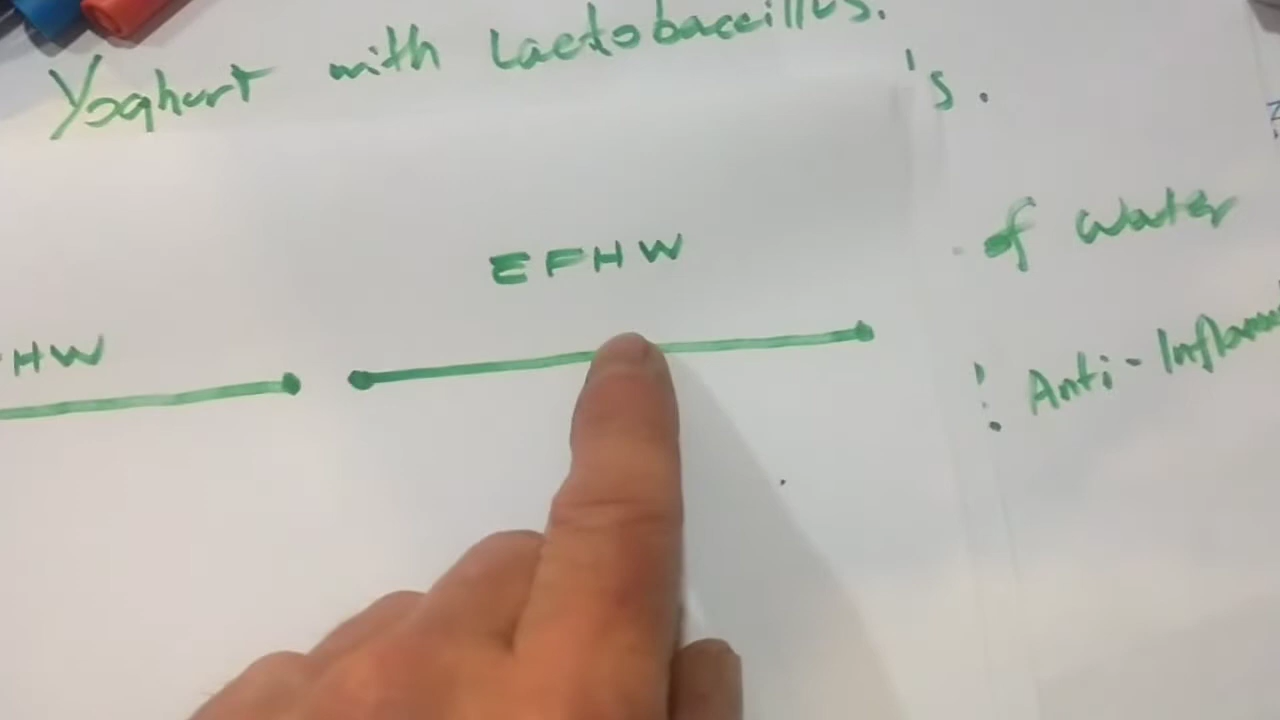 Yoghurt with Lactobaccillus.
's.
EFHW
of water
HW
: Anti-Inflam